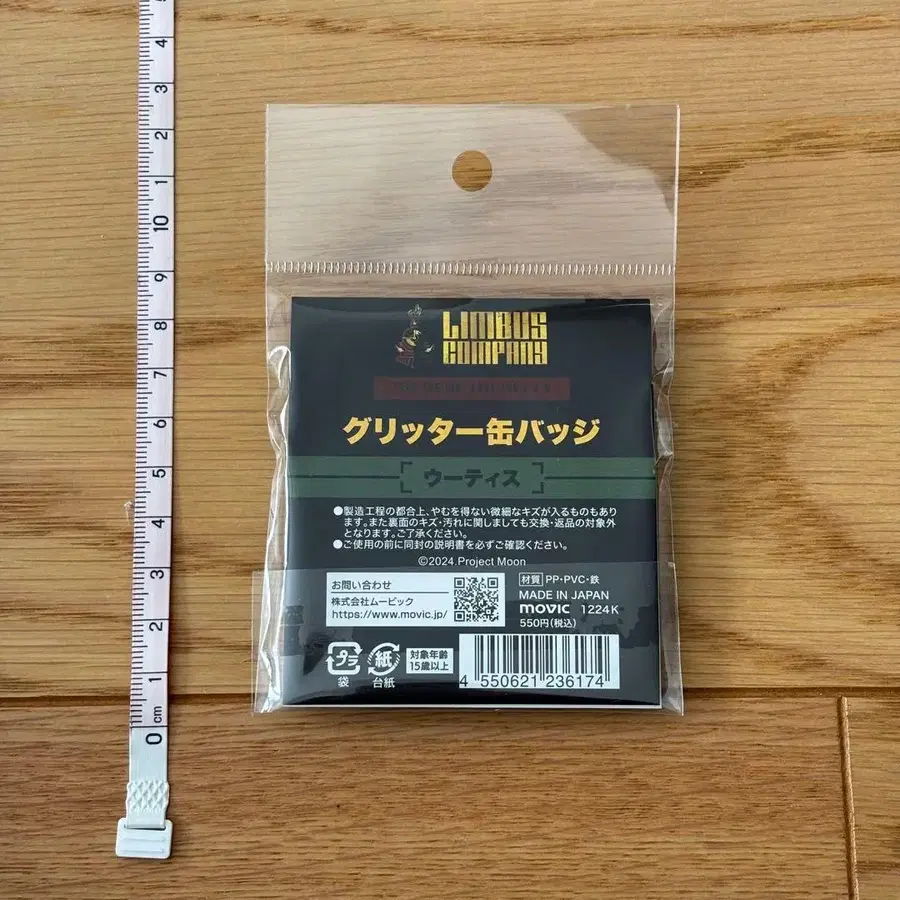 4
3
2
1
10
9
8
7
6
5
4
3
2
1
cm
0
LIMBUS
COMPANY
グリッター缶バッジ
ウーティス
●製造工程の都合上、やむを得ない微細なキズが入るものもあり
ます。また裏面のキズ・汚れに関しましても交換・返品の対象外
となります。ご了承ください。
●ご使用の前に同封の説明書を必ずご確認ください。
©2024.Project Moon
お問い合わせ
株式会社ムービック
https://www.movic.jp/
材質 PP・PVC・鉄
MADE IN JAPAN
movic 1224K
550円(税込)
プラ
袋
紙
台紙
対象年齢
15歳以上
4 550621 236174